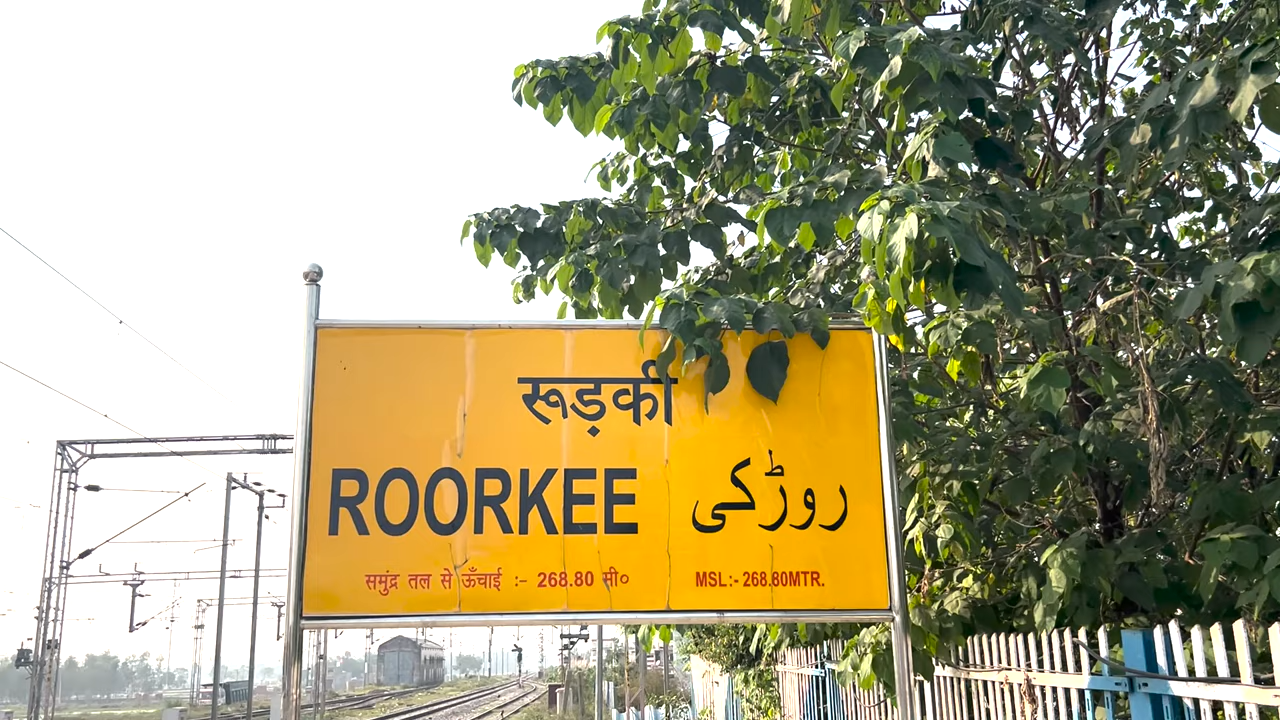 रूड़की
ROORKEE روڑکی
समुंद्र तल से ऊँचाई :- 268.80 सी० MSL:- 268.80MTR.